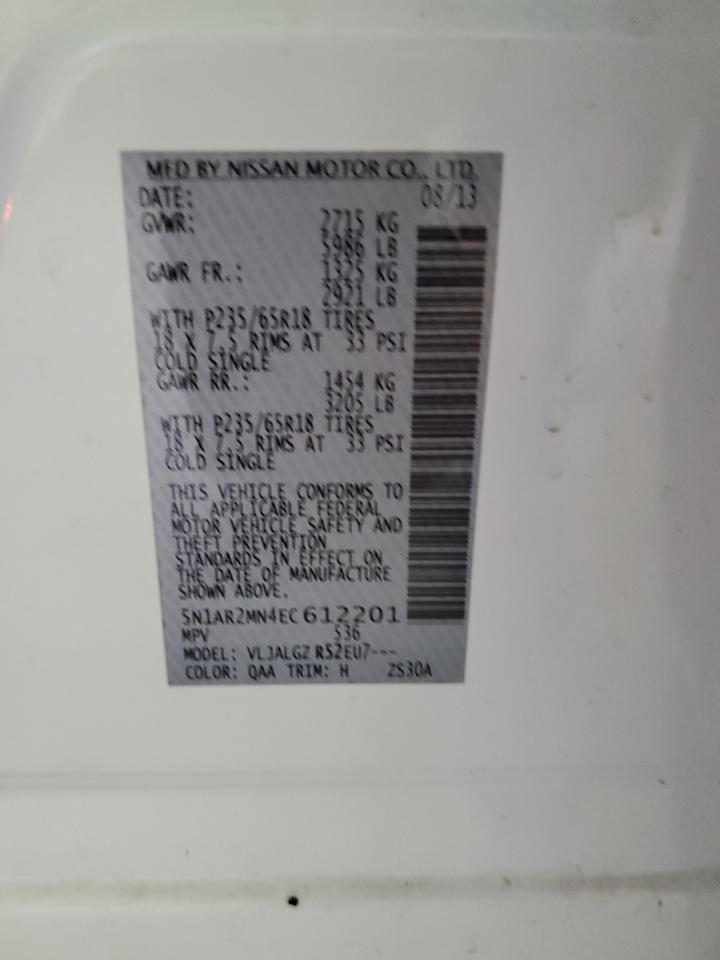 MFD BY NISSAN MOTOR CO., LTD.
DATE: 08/13
GVWR: 2715 KG
5986 LB
GAWR FR.: 1325 KG
2921 LB
WITH P235/65R18 TIRES
18 X 7.5 RIMS AT 33 PSI
COLD SINGLE
GAWR RR.: 1454 KG
3205 LB
WITH P235/65R18 TIRES
18 X 7.5 RIMS AT 33 PSI
COLD SINGLE
THIS VEHICLE CONFORMS TO
ALL APPLICABLE FEDERAL
MOTOR VEHICLE SAFETY AND
THEFT PREVENTION
STANDARDS IN EFFECT ON
THE DATE OF MANUFACTURE
SHOWN ABOVE.
5N1AR2MN4EC612201
MPV 536
MODEL: VLJALGZ R52EU7---
COLOR: QAA TRIM: H ZS30A